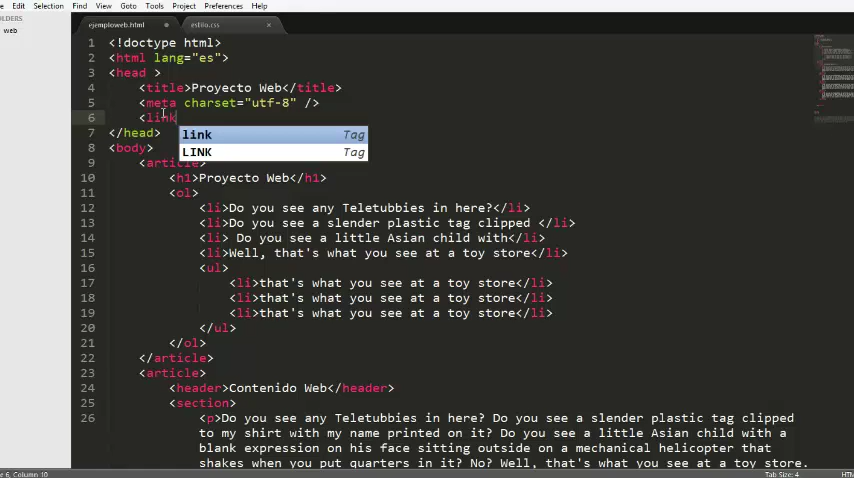 e Edit Selection Find View Goto Tools Project Preferences Help
OLDERS
web
ejemploweb.html estilo.css
1 <!doctype html>
2 <html lang="es">
3 <head >
4 <title>Proyecto Web</title>
5 <meta charset="utf-8" />
6 <link
link Tag
LINK Tag
7 </head>
8 <body>
9 <article>
10 <h1>Proyecto Web</h1>
11 <ol>
12 <li>Do you see any Teletubbies in here?</li>
13 <li>Do you see a slender plastic tag clipped </li>
14 <li> Do you see a little Asian child with</li>
15 <li>Well, that's what you see at a toy store</li>
16 <ul>
17 <li>that's what you see at a toy store</li>
18 <li>that's what you see at a toy store</li>
19 <li>that's what you see at a toy store</li>
20 </ul>
21 </ol>
22 </article>
23 <article>
24 <header>Contenido Web</header>
25 <section>
26 <p>Do you see any Teletubbies in here? Do you see a slender plastic tag clipped
to my shirt with my name printed on it? Do you see a little Asian child with a
blank expression on his face sitting outside on a mechanical helicopter that
shakes when you put quarters in it? No? Well, that's what you see at a toy store.
e 6, Column 10 Tab Size: 4 HTM